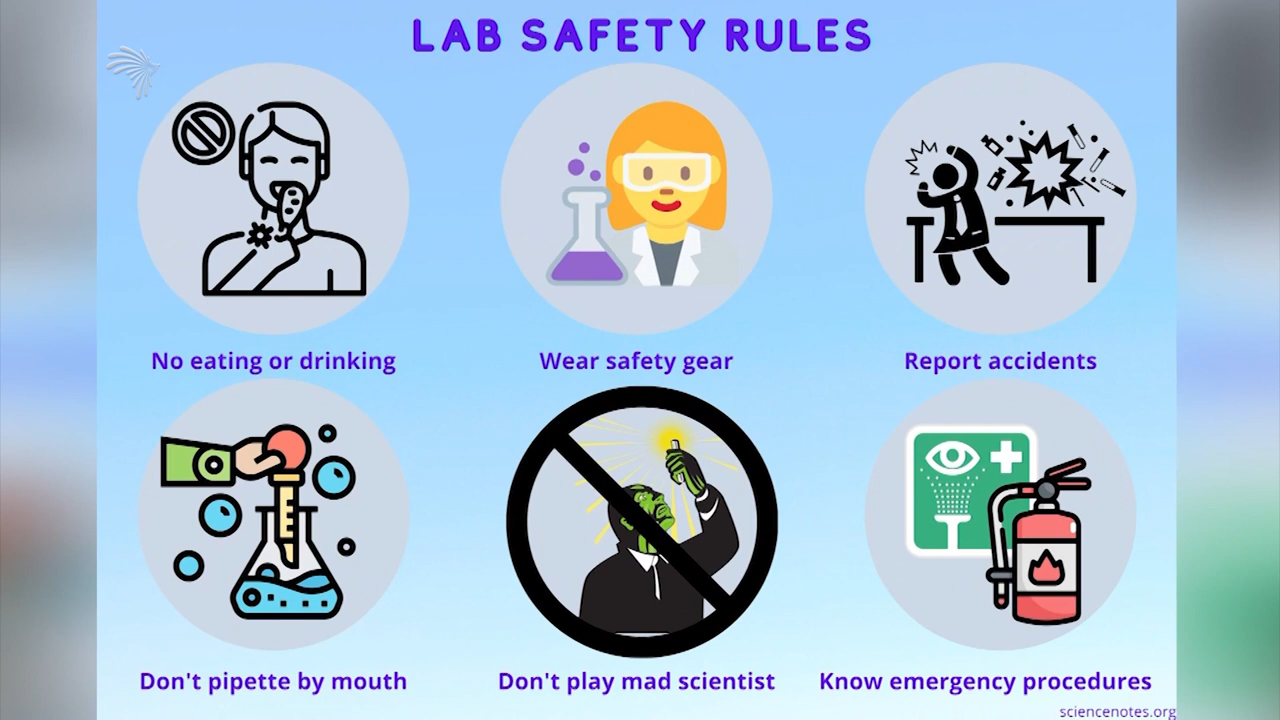 LAB SAFETY RULES
No eating or drinking
Wear safety gear
Report accidents
Don't pipette by mouth
Don't play mad scientist
Know emergency procedures
sciencenotes.org